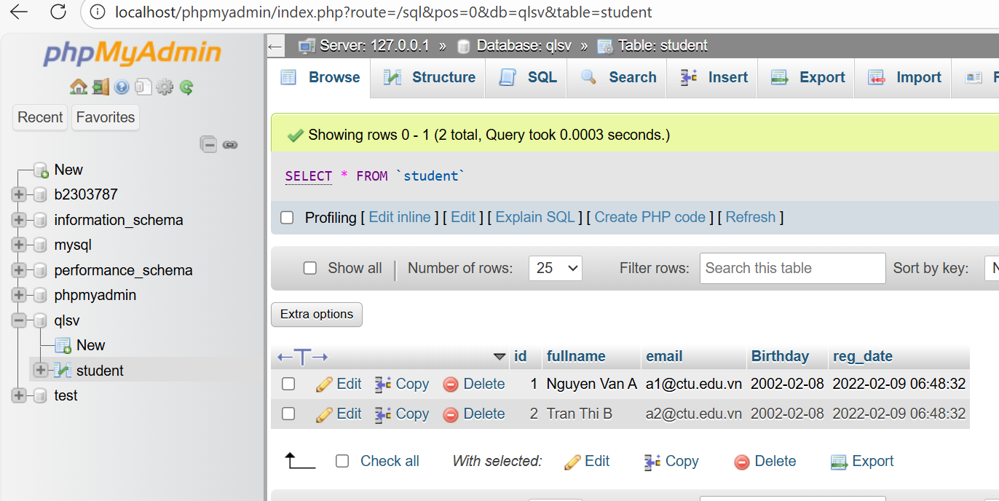 localhost/phpmyadmin/index.php?route=/sql&pos=0&db=qlsv&table=student
phpMyAdmin
Recent Favorites
New
b2303787
information_schema
mysql
performance_schema
phpmyadmin
qlsv
New
student
test
Server: 127.0.0.1 » Database: qlsv » Table: student
Browse Structure SQL Search Insert Export Import
Showing rows 0 - 1 (2 total, Query took 0.0003 seconds.)
SELECT * FROM `student`
Profiling [ Edit inline ] [ Edit ] [ Explain SQL ] [ Create PHP code ] [ Refresh ]
Show all | Number of rows: 25 Filter rows: Search this table Sort by key:
Extra options
←T→ id fullname email Birthday reg_date
Edit Copy Delete 1 Nguyen Van A a1@ctu.edu.vn 2002-02-08 2022-02-09 06:48:32
Edit Copy Delete 2 Tran Thi B a2@ctu.edu.vn 2002-02-08 2022-02-09 06:48:32
Check all With selected: Edit Copy Delete Export